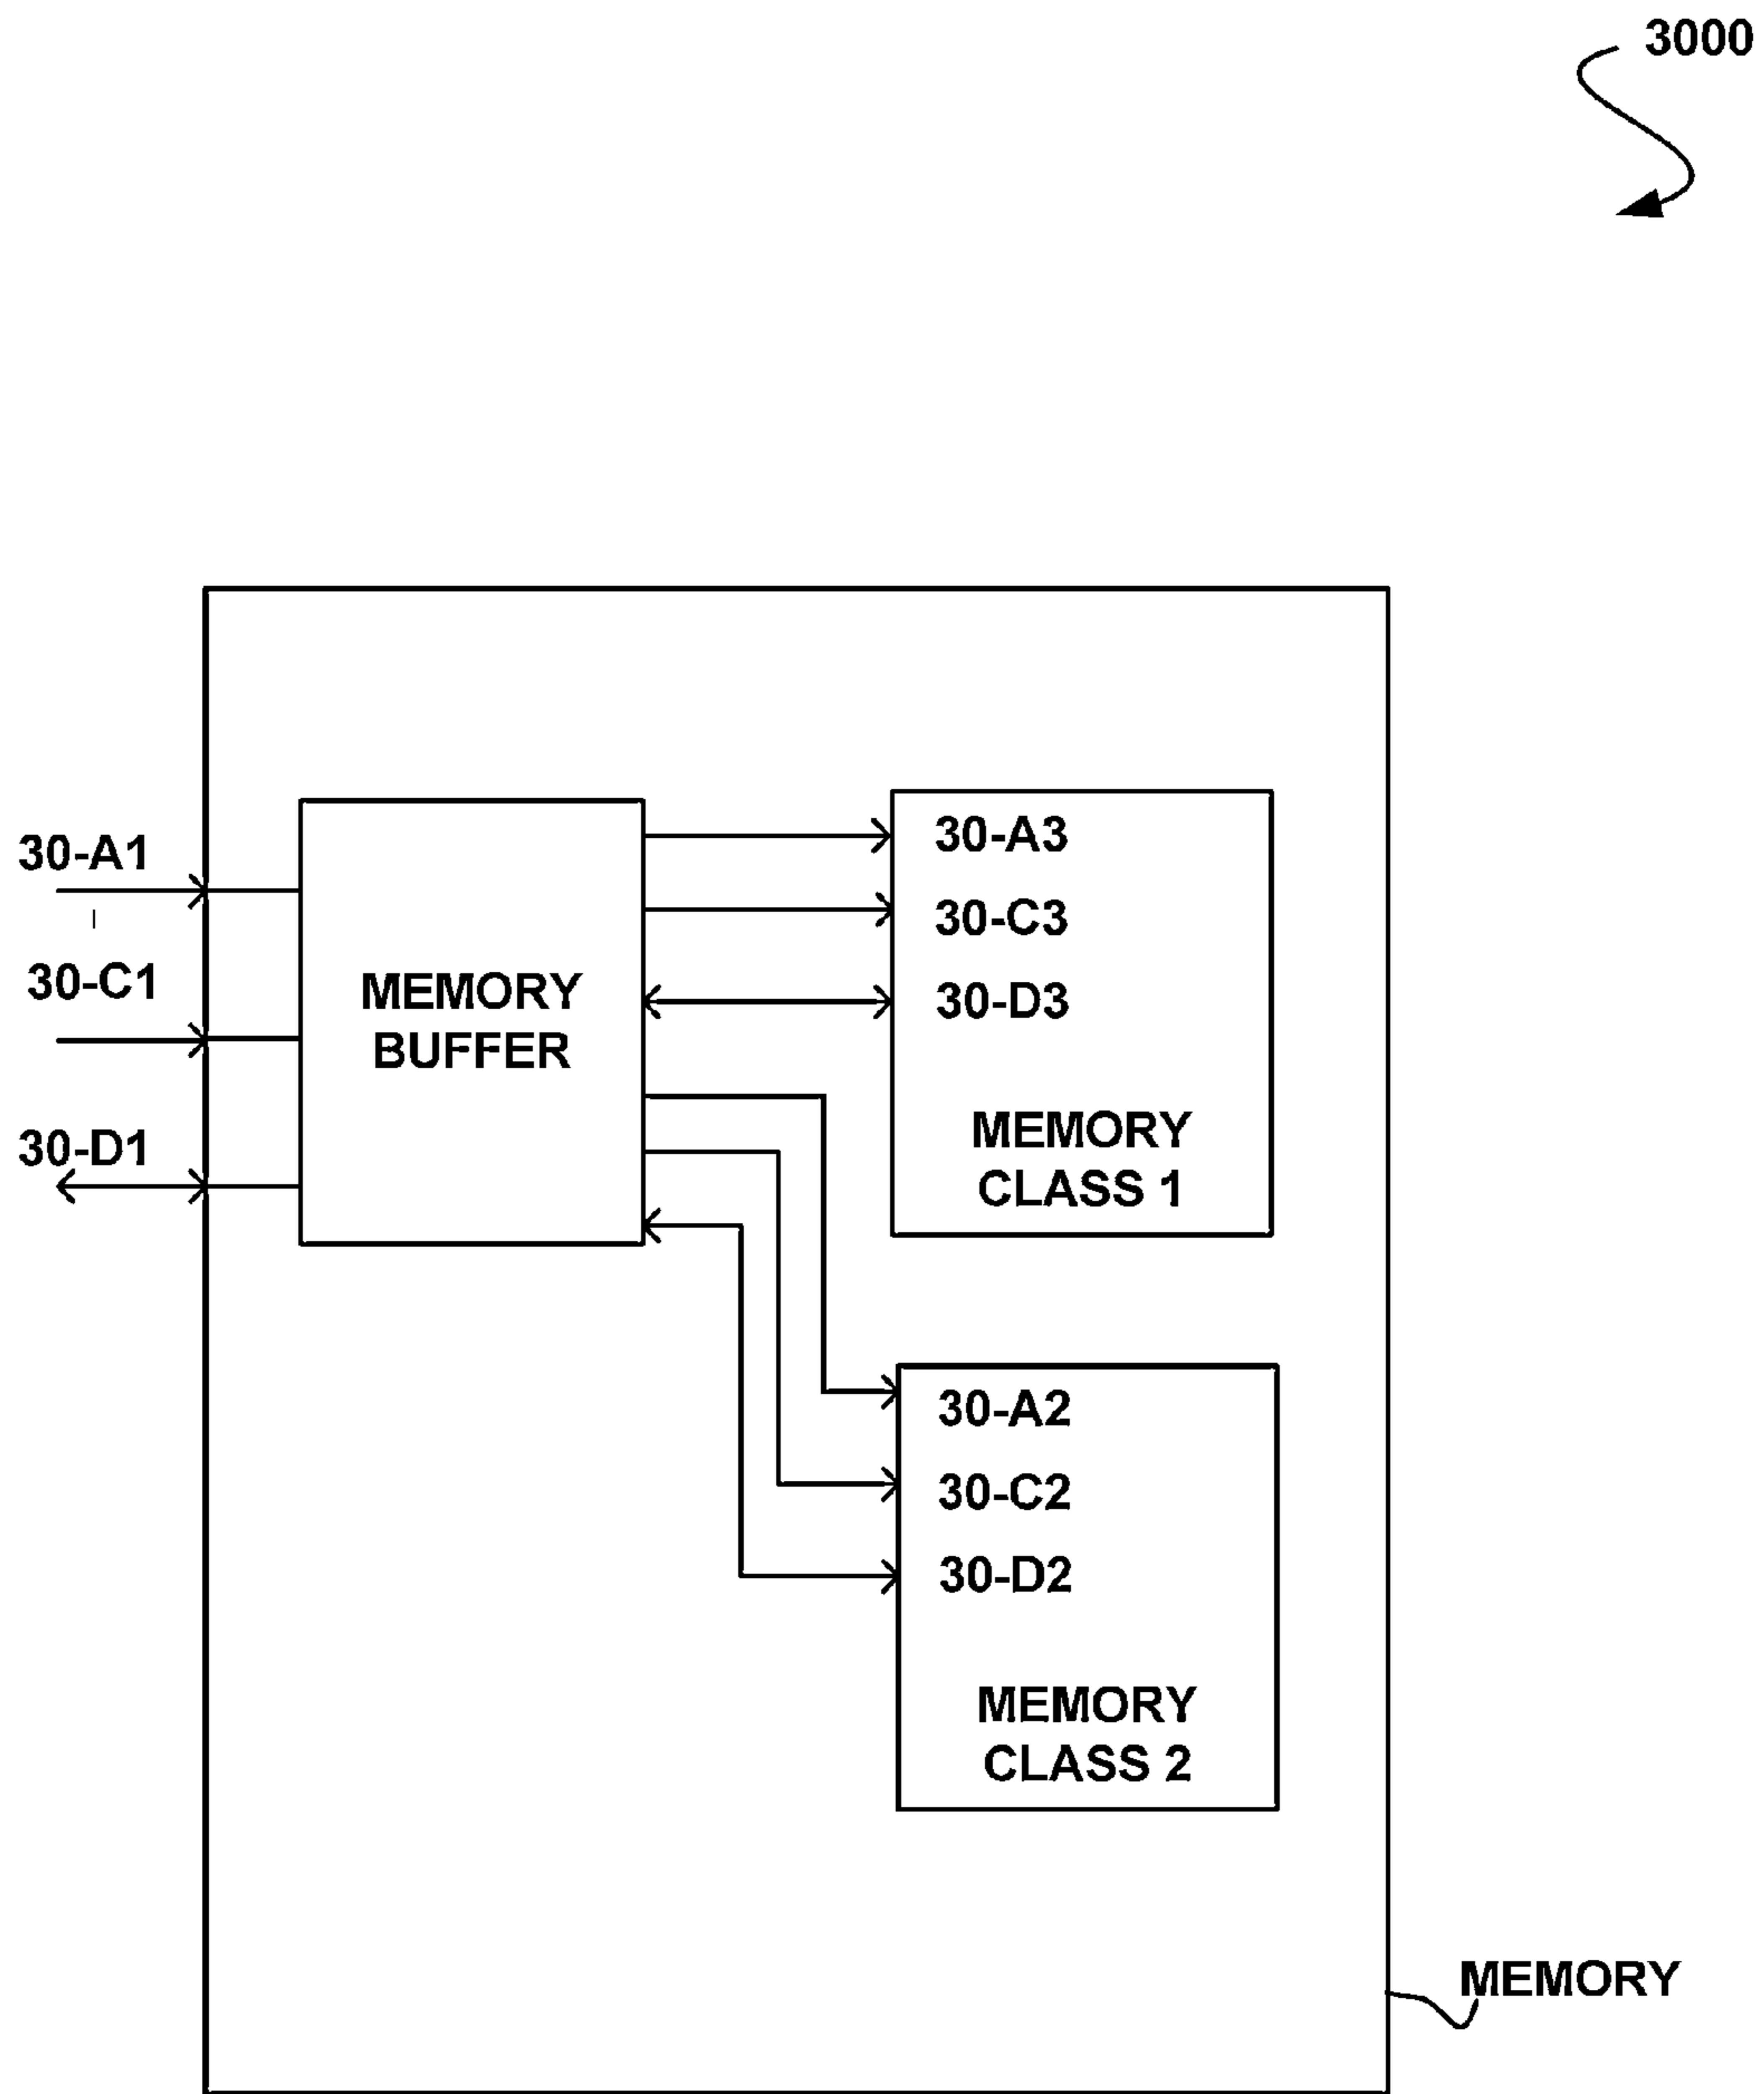 3000
30-A1
30-C1
30-D1
MEMORY
BUFFER
30-A3
30-C3
30-D3
MEMORY
CLASS 1
30-A2
30-C2
30-D2
MEMORY
CLASS 2
MEMORY